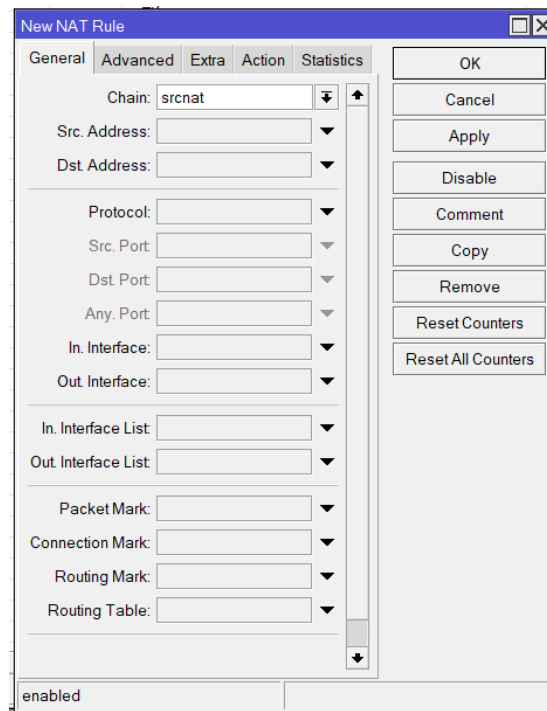 New NAT Rule
General Advanced Extra Action Statistics
Chain: srcnat
Src. Address:
Dst. Address:
Protocol:
Src. Port:
Dst. Port:
Any. Port:
In. Interface:
Out. Interface:
In. Interface List:
Out. Interface List:
Packet Mark:
Connection Mark:
Routing Mark:
Routing Table:
OK
Cancel
Apply
Disable
Comment
Copy
Remove
Reset Counters
Reset All Counters
enabled